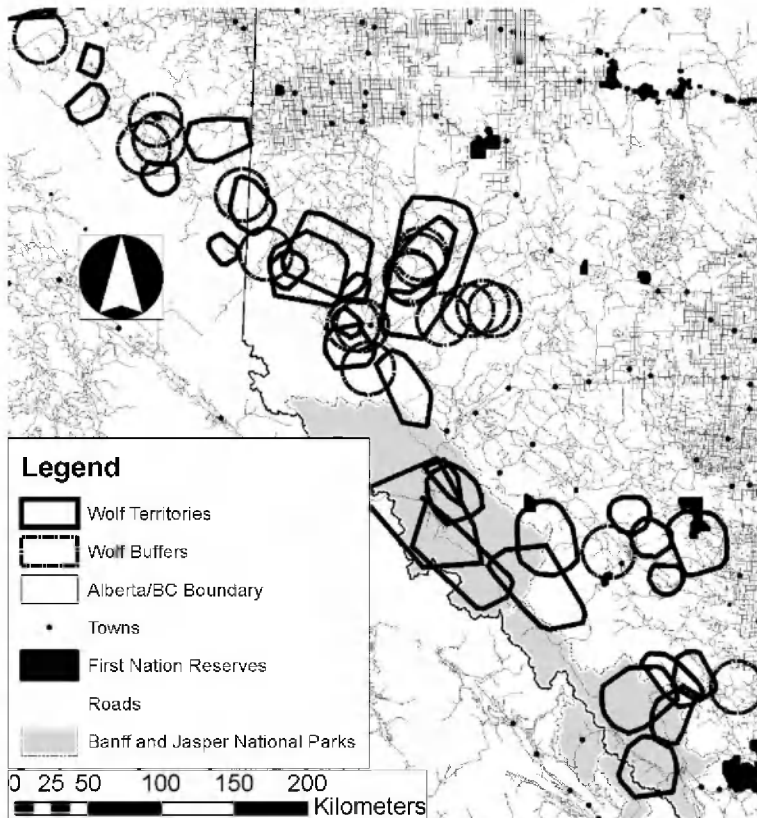 Legend
Wolf Territories
Wolf Buffers
Alberta/BC Boundary
Towns
First Nation Reserves
Roads
Banff and Jasper National Parks
0 25 50 100 150 200
Kilometers